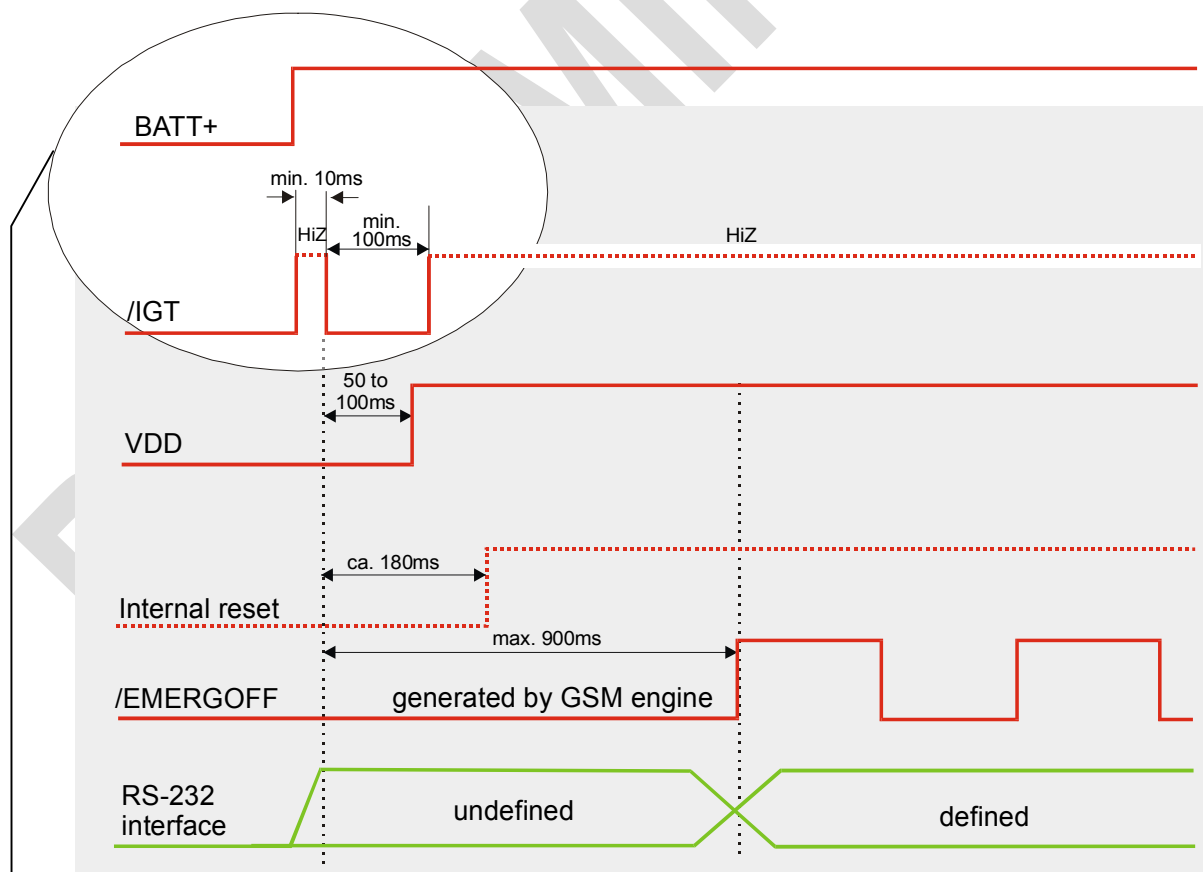 BATT+
min. 10ms
HiZ
min.
100ms
HiZ
/IGT
50 to
100ms
VDD
ca. 180ms
Internal reset
max. 900ms
/EMERGOFF
generated by GSM engine
RS-232
interface
undefined
defined